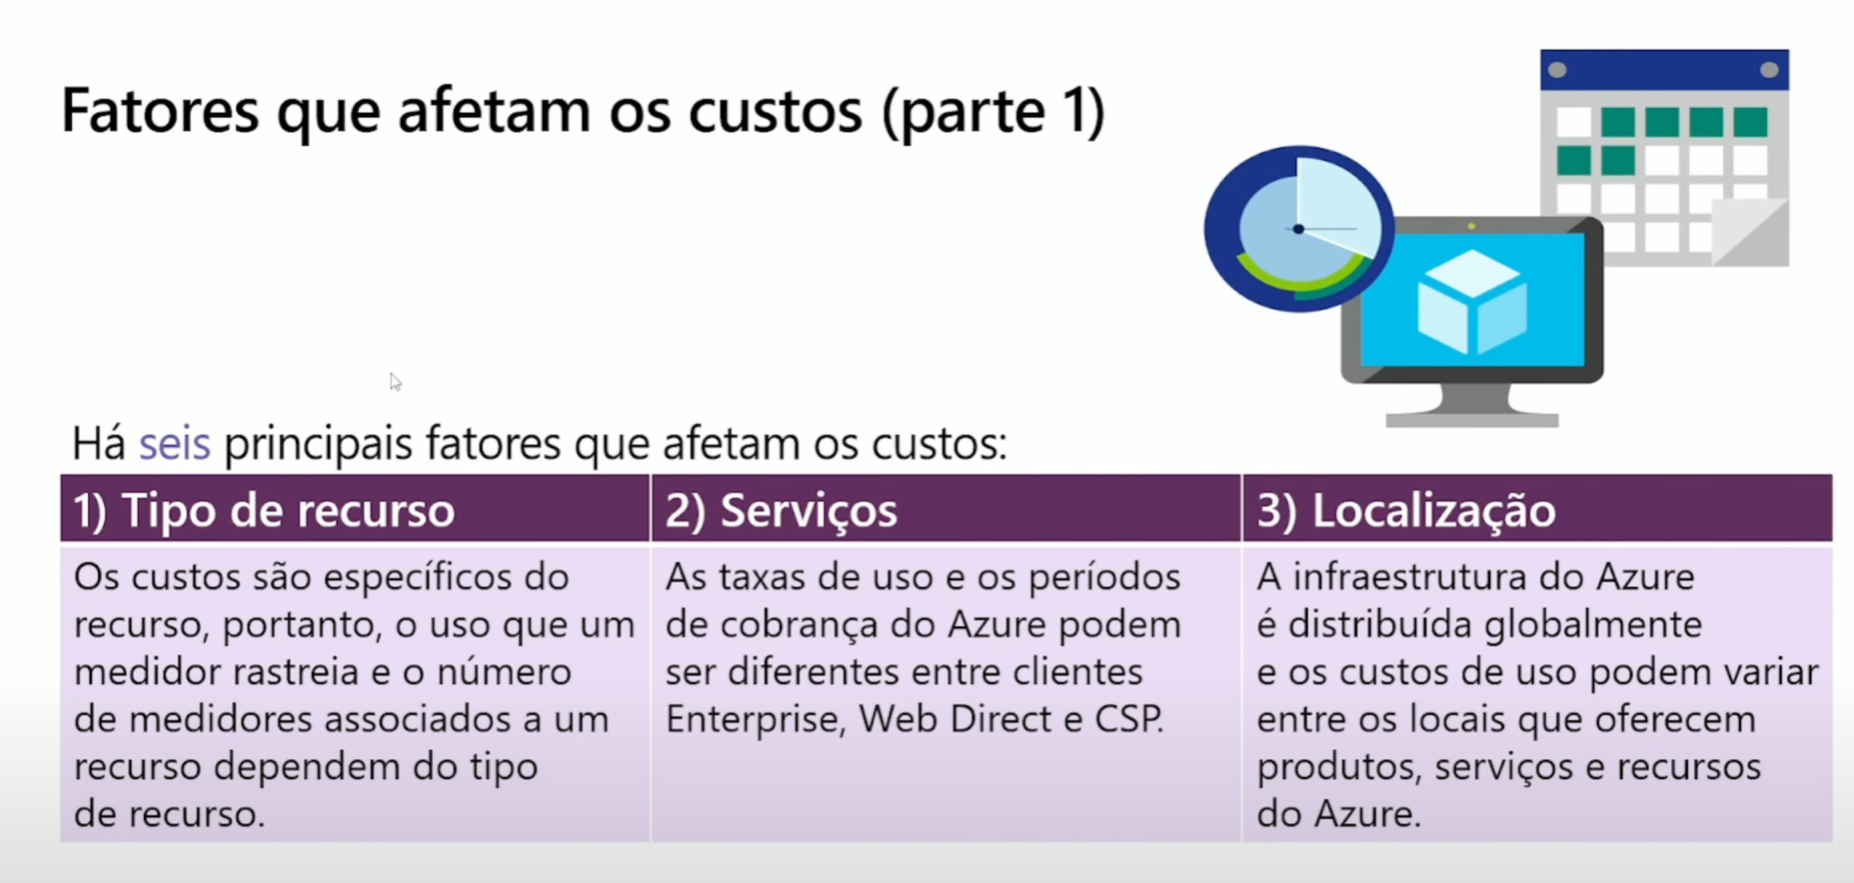 Fatores que afetam os custos (parte 1)
Há seis principais fatores que afetam os custos:
1) Tipo de recurso
Os custos são específicos do
recurso, portanto, o uso que um
medidor rastreia e o número
de medidores associados a um
recurso dependem do tipo
de recurso.
2) Serviços
As taxas de uso e os períodos
de cobrança do Azure podem
ser diferentes entre clientes
Enterprise, Web Direct e CSP.
3) Localização
A infraestrutura do Azure
é distribuída globalmente
e os custos de uso podem variar
entre os locais que oferecem
produtos, serviços e recursos
do Azure.